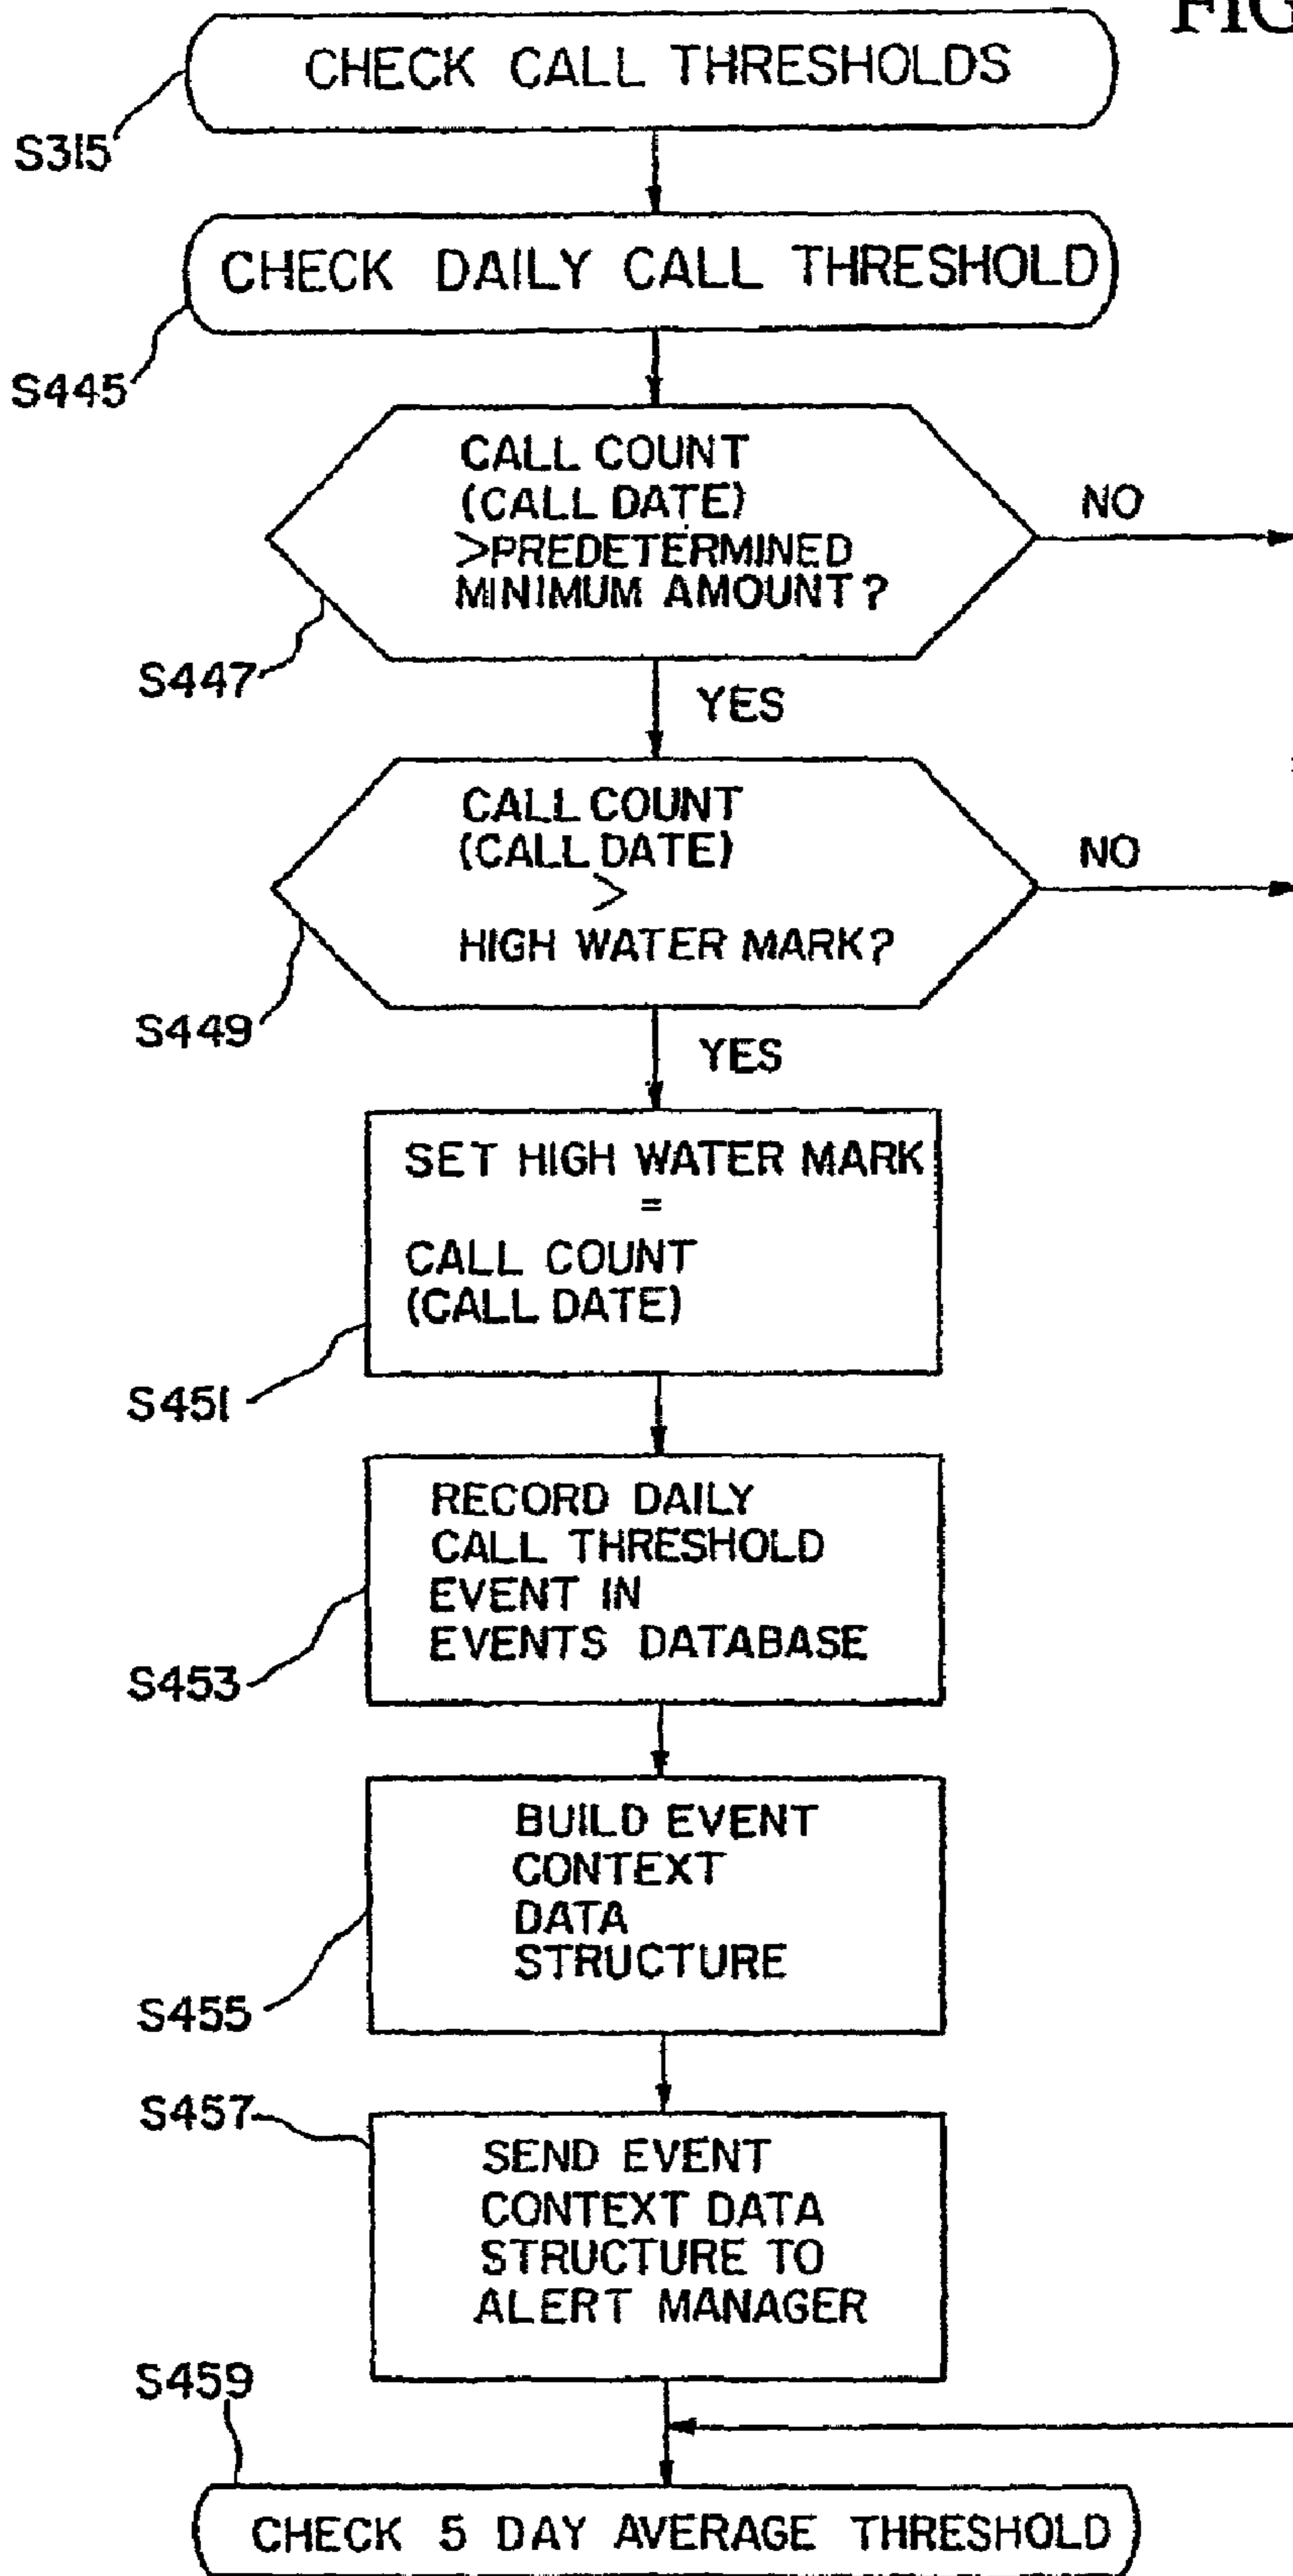 FIG
CHECK CALL THRESHOLDS
S315
CHECK DAILY CALL THRESHOLD
S445
CALL COUNT
(CALL DATE)
>PREDETERMINED
MINIMUM AMOUNT?
NO
S447
YES
CALL COUNT
(CALL DATE)
>
HIGH WATER MARK?
NO
S449
YES
SET HIGH WATER MARK
=
CALL COUNT
(CALL DATE)
S451
RECORD DAILY
CALL THRESHOLD
EVENT IN
EVENTS DATABASE
S453
BUILD EVENT
CONTEXT
DATA
STRUCTURE
S455
S457
SEND EVENT
CONTEXT DATA
STRUCTURE TO
ALERT MANAGER
S459
CHECK 5 DAY AVERAGE THRESHOLD